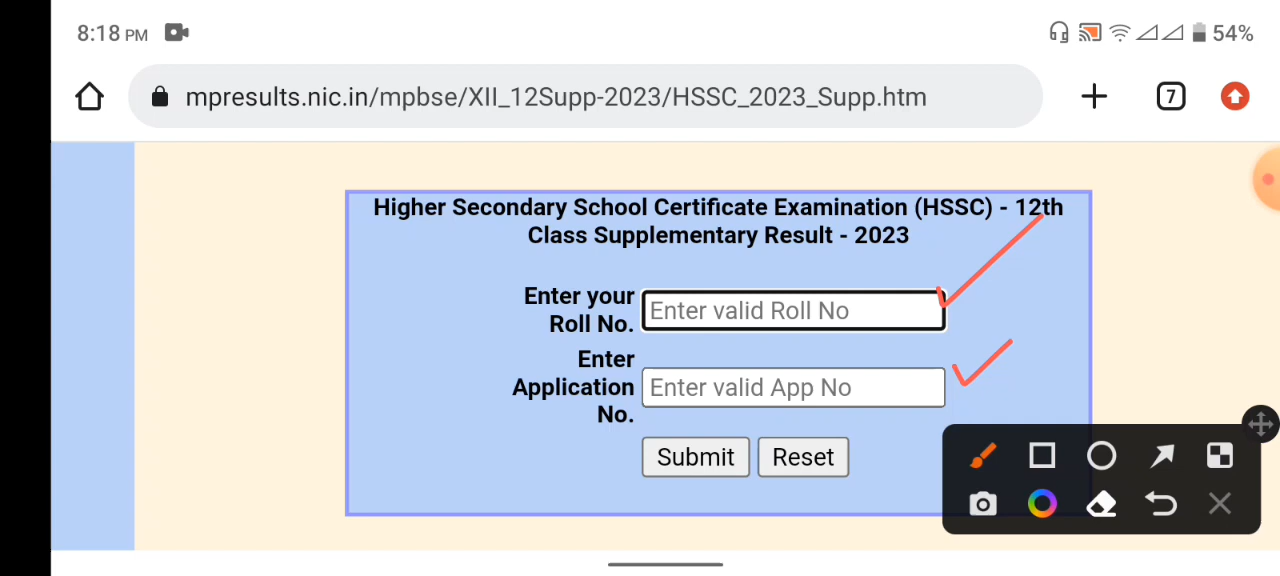 8:18 PM
54%
mpresults.nic.in/mpbse/XII_12Supp-2023/HSSC_2023_Supp.htm
7
Higher Secondary School Certificate Examination (HSSC) - 12th
Class Supplementary Result - 2023
Enter your
Roll No.
Enter valid Roll No
Enter
Application
No.
Enter valid App No
Submit
Reset